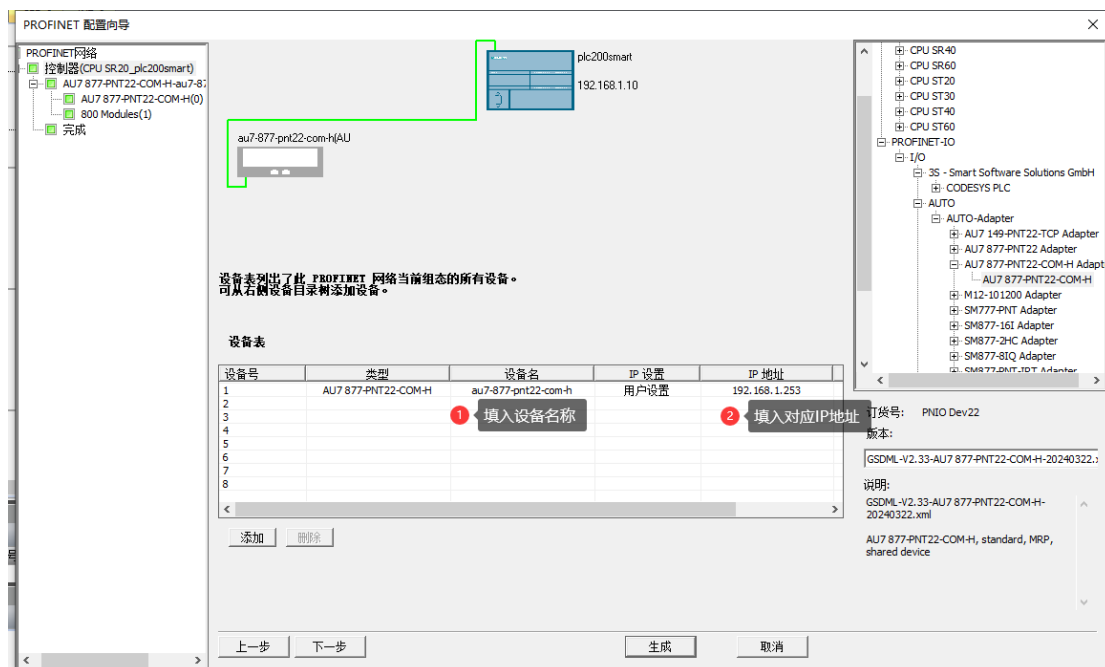 PROFINET 配置向导
PROFINET网络
控制器(CPU SR20_plc200smart)
AU7 877-PNT22-COM-H-au7-87
AU7 877-PNT22-COM-H(0)
800 Modules(1)
完成
plc200smart
192.168.1.10
au7-877-pnt22-com-h(AU
设备表列出了此 PROFINET 网络当前组态的所有设备。
可从右侧设备目录树添加设备。
设备表
设备号 类型 设备名 IP 设置 IP 地址
1 AU7 877-PNT22-COM-H au7-877-pnt22-com-h 用户设置 192.168.1.253
2
3
4
5
6
7
8
1 填入设备名称
2 填入对应IP地址
添加 删除
上一步 下一步 生成 取消
CPU SR40
CPU SR60
CPU ST20
CPU ST30
CPU ST40
CPU ST60
PROFINET-IO
I/O
3S - Smart Software Solutions GmbH
CODESYS PLC
AUTO
AUTO-Adapter
AU7 149-PNT22-TCP Adapter
AU7 877-PNT22 Adapter
AU7 877-PNT22-COM-H Adapt
AU7 877-PNT22-COM-H
M12-101200 Adapter
SM777-PNT Adapter
SM877-16I Adapter
SM877-2HC Adapter
SM877-8IQ Adapter
SM877-PNT-IRT Adapter
订货号: PNIO Dev22
版本:
GSDML-V2.33-AU7 877-PNT22-COM-H-20240322.x
说明:
GSDML-V2.33-AU7 877-PNT22-COM-H-
20240322.xml
AU7 877-PNT22-COM-H, standard, MRP,
shared device